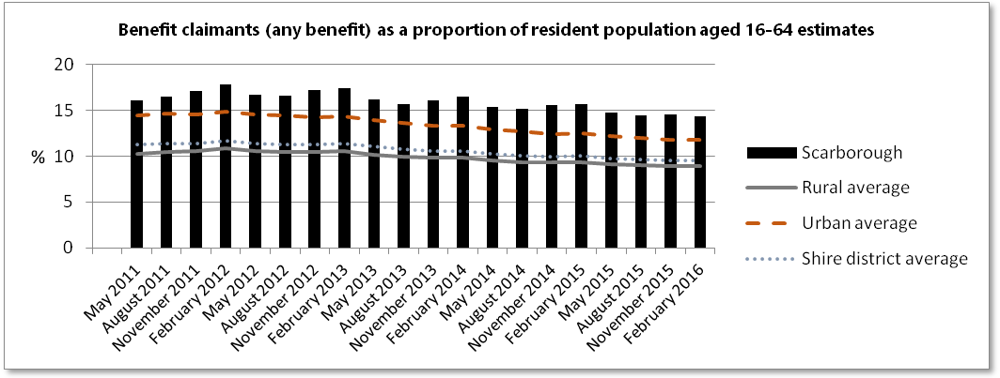 Benefit claimants (any benefit) as a proportion of resident population aged 16-64 estimates
20
15
10
5
0
%
May 2011
August 2011
November 2011
February 2012
May 2012
August 2012
November 2012
February 2013
May 2013
August 2013
November 2013
February 2014
May 2014
August 2014
November 2014
February 2015
May 2015
August 2015
November 2015
February 2016
Scarborough
Rural average
Urban average
Shire district average